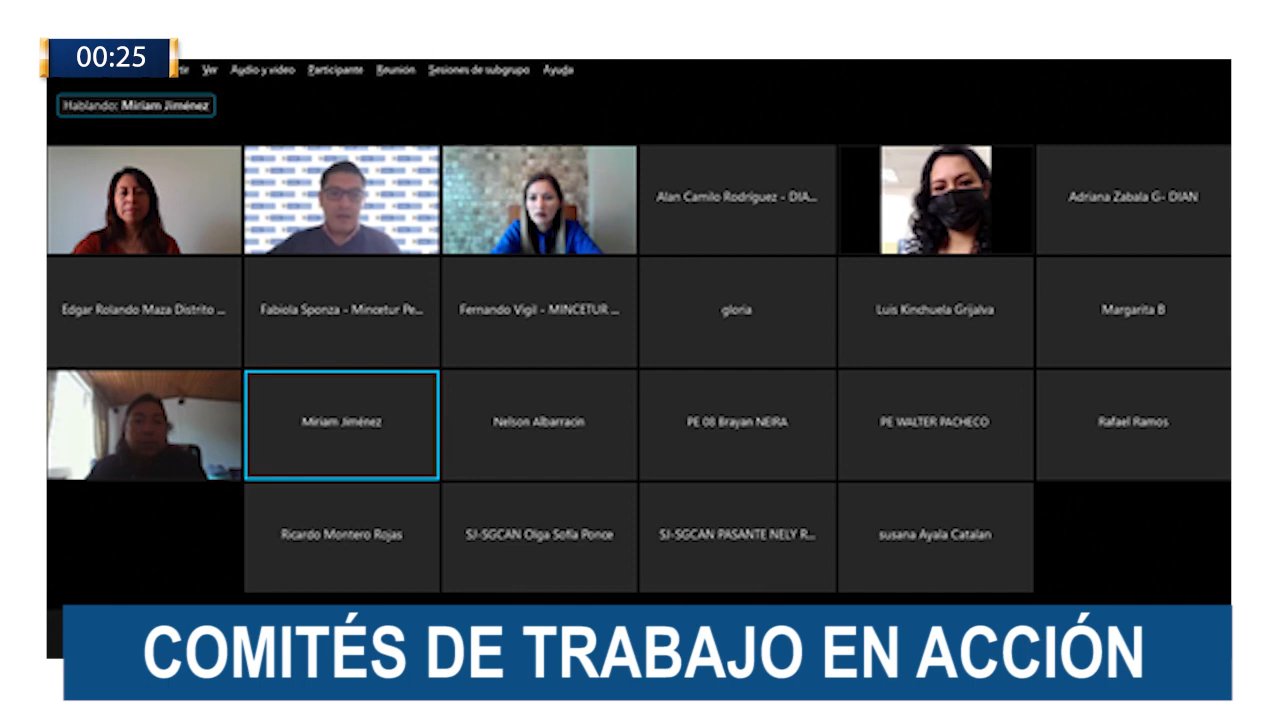 00:25
Ver Audio y video Participante Reunión Sesiones de subgrupo Ayuda
Hablando: Miriam Jiménez
Alan Camilo Rodríguez - DIA...
Adriana Zabala G- DIAN
Edgar Rolando Maza Distrito ...
Fabiola Sponza - Mincetur Pe...
Fernando Vigil - MINCETUR ...
gloria
Luis Kinchuela Grijalva
Margarita B
Miriam Jiménez
Nelson Albarracin
PE 08 Brayan NEIRA
PE WALTER PACHECO
Rafael Ramos
Ricardo Montero Rojas
SJ-SGCAN Olga Sofía Ponce
SJ-SGCAN PASANTE NELY R...
susana Ayala Catalan
COMITÉS DE TRABAJO EN ACCIÓN